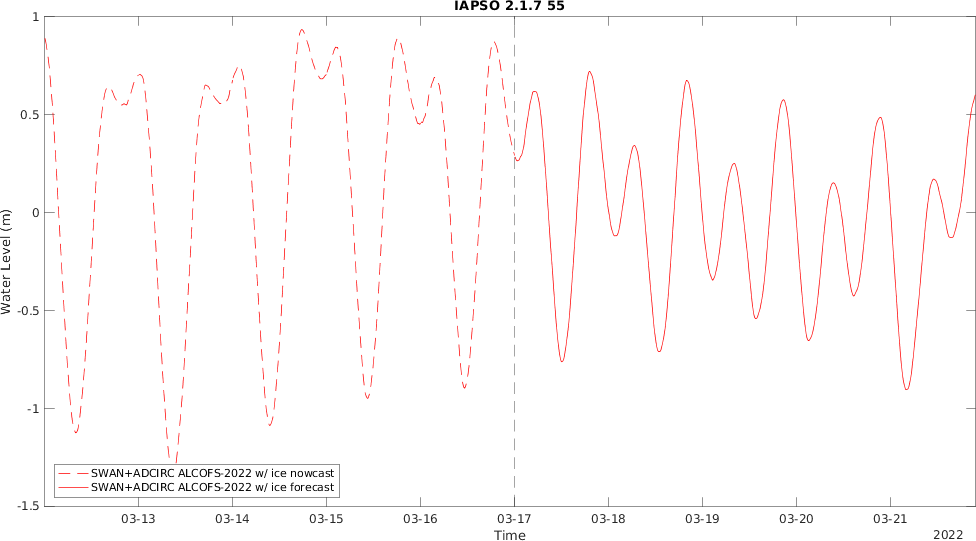 IAPSO 2.1.7 55
1
0.5
0
-0.5
-1
-1.5
Water Level (m)
SWAN+ADCIRC ALCOFS-2022 w/ ice nowcast
SWAN+ADCIRC ALCOFS-2022 w/ ice forecast
03-13 03-14 03-15 03-16 03-17 03-18 03-19 03-20 03-21
Time
2022